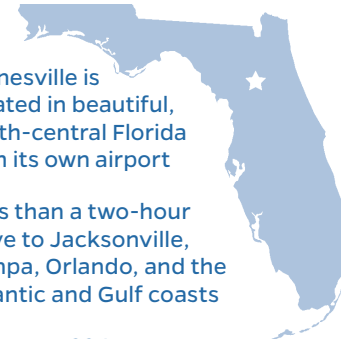 nesville is
ated in beautiful,
th-central Florida
n its own airport
s than a two-hour
ve to Jacksonville,
npa, Orlando, and the
antic and Gulf coasts